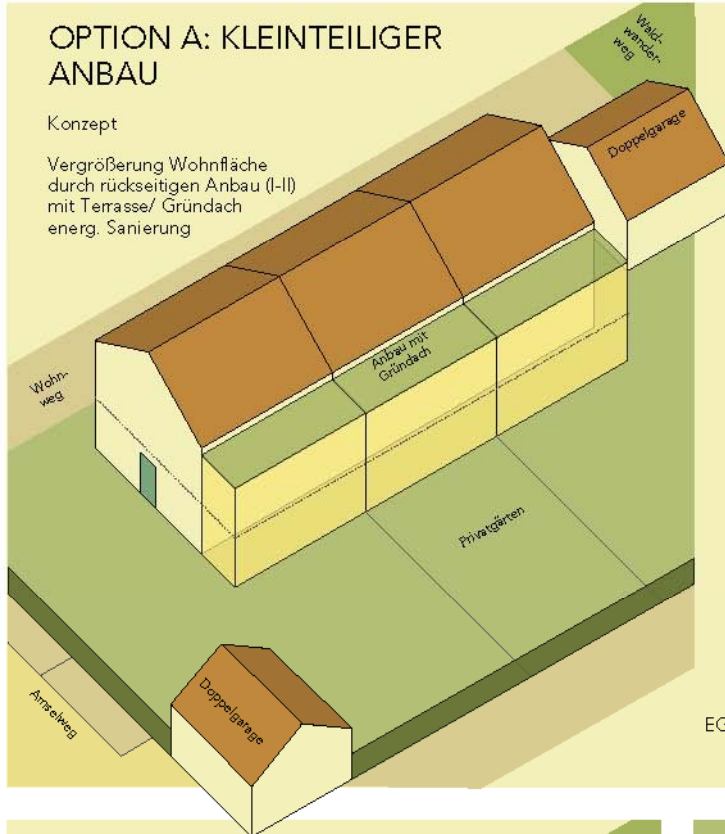 OPTION A: KLEINTEILIGER
ANBAU
Konzept
Vergrößerung Wohnfläche
durch rückseitigen Anbau (I-II)
mit Terrasse/ Gründach
energ. Sanierung
Wald-
wander-
weg
Doppelgarage
Wohn-
weg
Anbau mit
Gründach
Privatgärten
Amselweg
Doppelgarage
EG